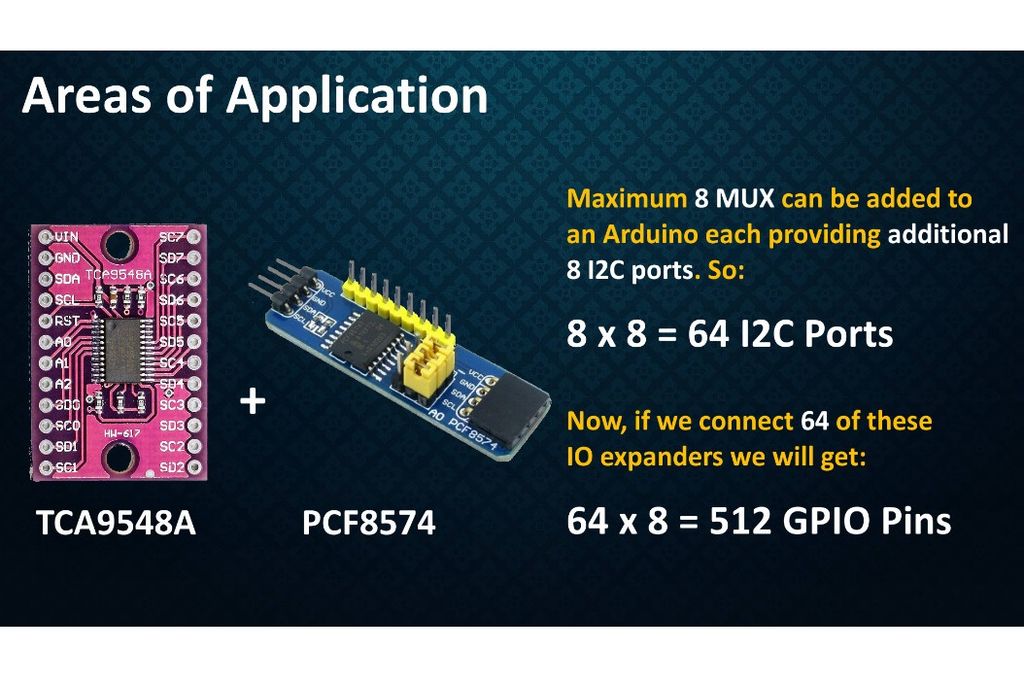 Areas of Application
Maximum 8 MUX can be added to
an Arduino each providing additional
8 I2C ports. So:
8 x 8 = 64 I2C Ports
Now, if we connect 64 of these
IO expanders we will get:
64 x 8 = 512 GPIO Pins
VIN SC7
GND SD7
TCA9548A
SDA SC6
SCL SD6
RST SC5
A0 SD5
A1 SC4
A2 SD4
SD0 SC3
SC0 SD3
HW-617
SD1 SC2
SC1 SD2
VCC
GND
SDA
SCL
VCC
GND
SDA
SCL
A0 PCF8574
+
TCA9548A
PCF8574